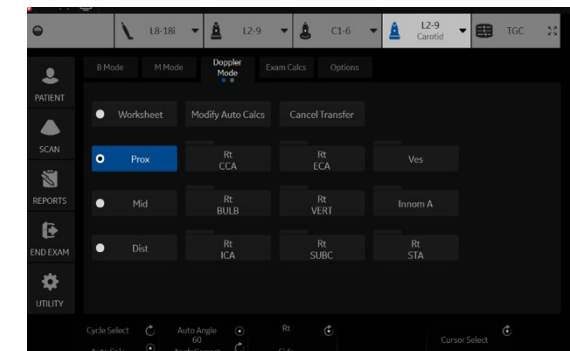 L8-18i L2-9 C1-6 L2-9 TGC
Carotid
B Mode M Mode Doppler Mode Exam Calcs Options
PATIENT
Worksheet Modify Auto Calcs Cancel Transfer
SCAN
Prox Rt CCA Rt ECA Ves
REPORTS
Mid Rt BULB Rt VERT Innom A
END EXAM
Dist Rt ICA Rt SUBC Rt STA
UTILITY
Cycle Select Auto Angle Rt
60 Cursor Select